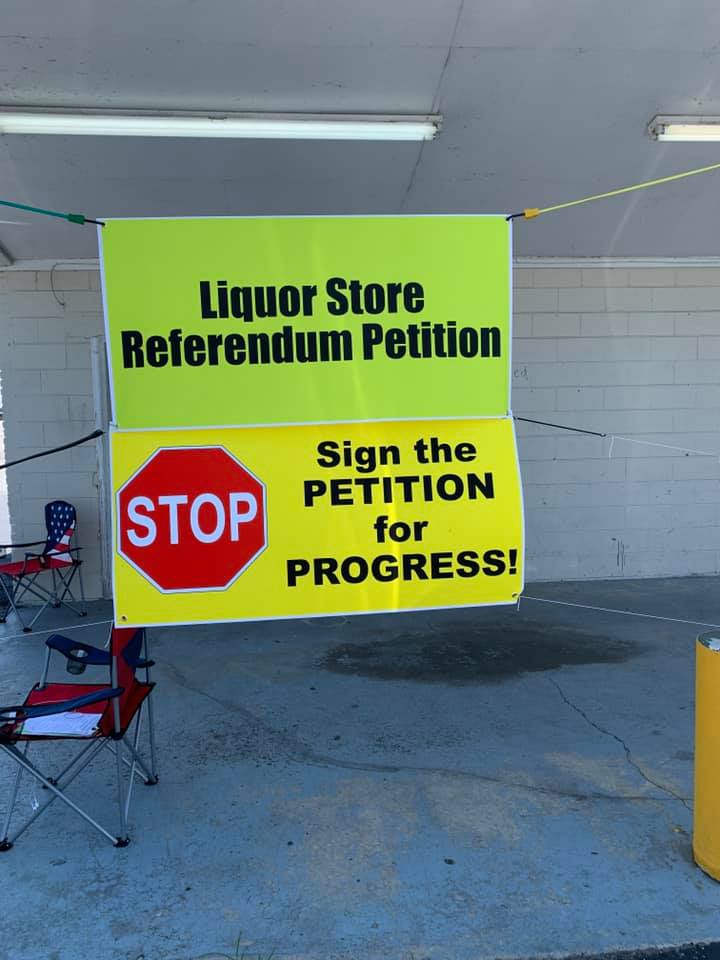 Liquor Store
Referendum Petition
STOP
Sign the
PETITION
for
PROGRESS!